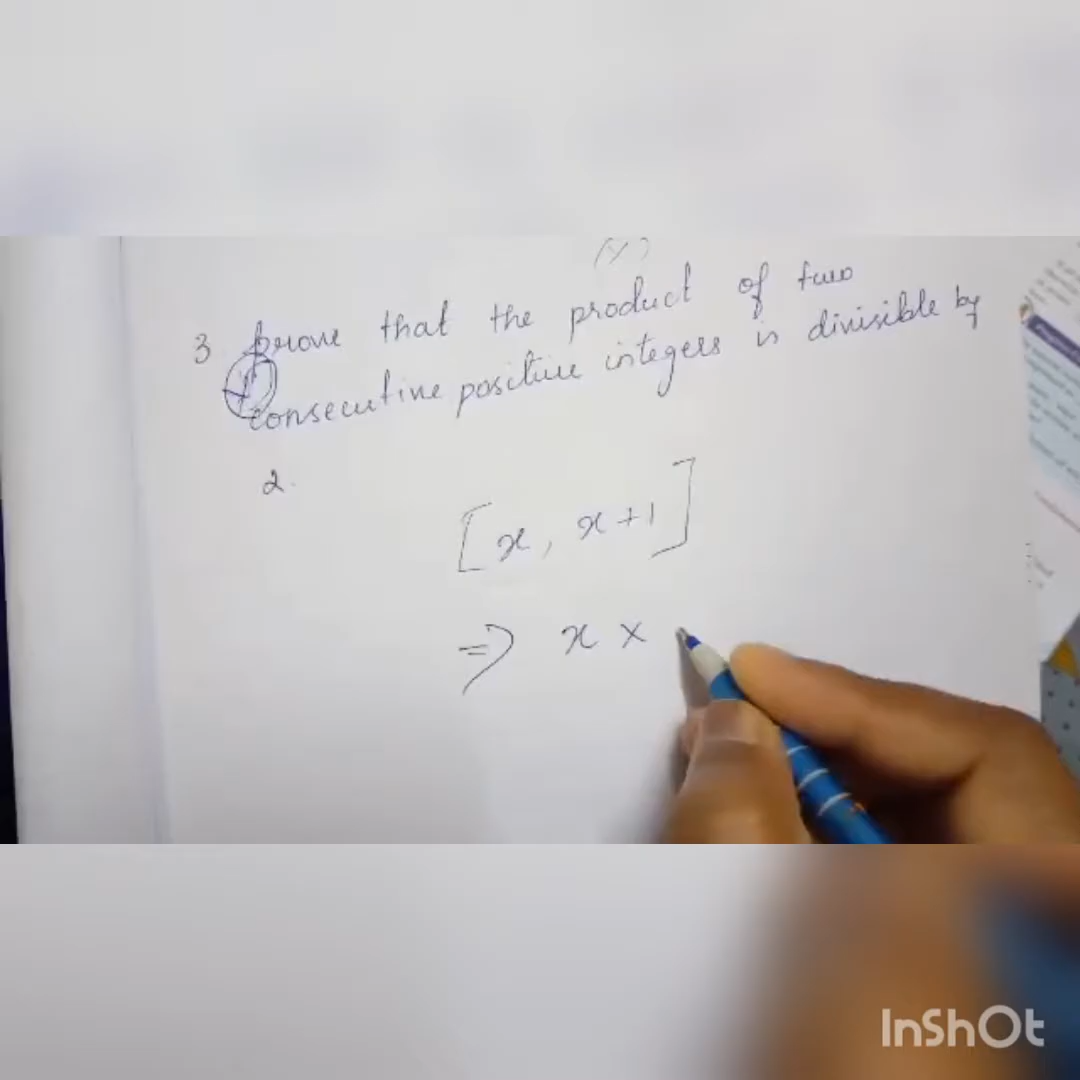 (x)
3 Prove that the product of two
consecutive positive integers is divisible by
2.
[x, x+1]
⇒ x ×
InShOt